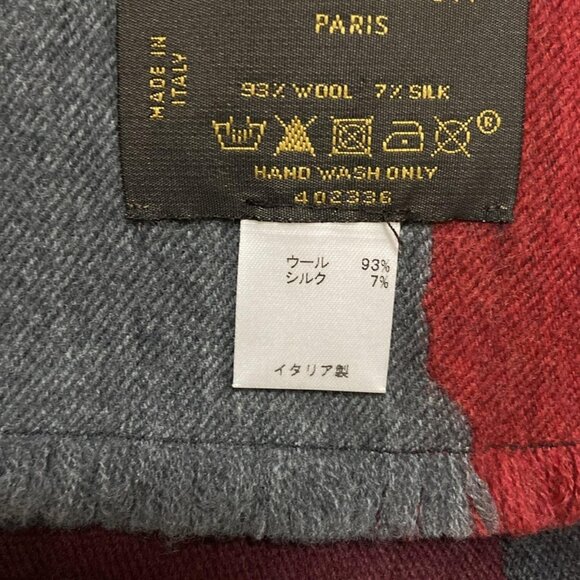 PARIS
MADE IN
ITALY
93% WOOL 7% SILK
®
HAND WASH ONLY
402336
ウール 93%
シルク 7%
イタリア製